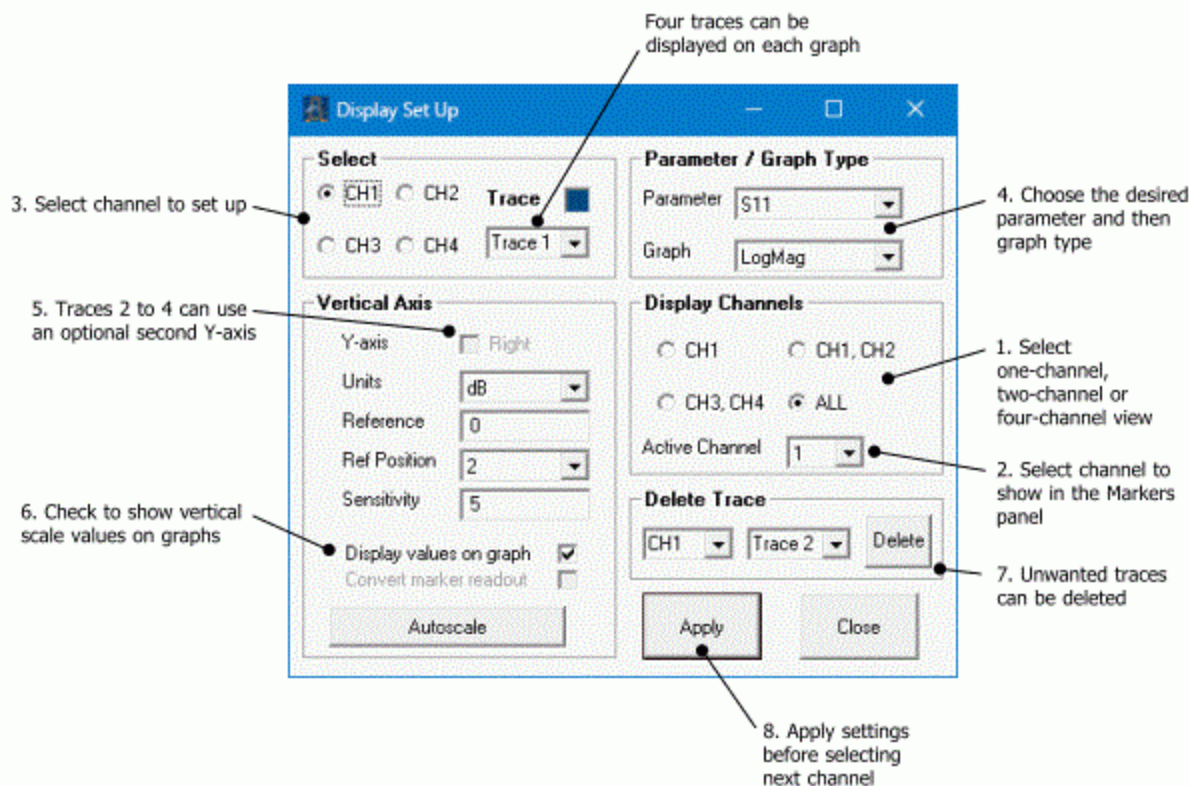 Four traces can be
displayed on each graph
Display Set Up
Select
CH1
CH2
Trace
CH3
CH4
Trace 1
3. Select channel to set up
Parameter / Graph Type
Parameter
S11
Graph
LogMag
4. Choose the desired
parameter and then
graph type
5. Traces 2 to 4 can use
an optional second Y-axis
Vertical Axis
Y-axis
Right
Units
dB
Reference
0
Ref Position
2
Sensitivity
5
Display values on graph
Convert marker readout
Autoscale
6. Check to show vertical
scale values on graphs
Display Channels
CH1
CH1, CH2
CH3, CH4
ALL
Active Channel
1
1. Select
one-channel,
two-channel or
four-channel view
2. Select channel to
show in the Markers
panel
Delete Trace
CH1
Trace 2
Delete
7. Unwanted traces
can be deleted
Apply
Close
8. Apply settings
before selecting
next channel